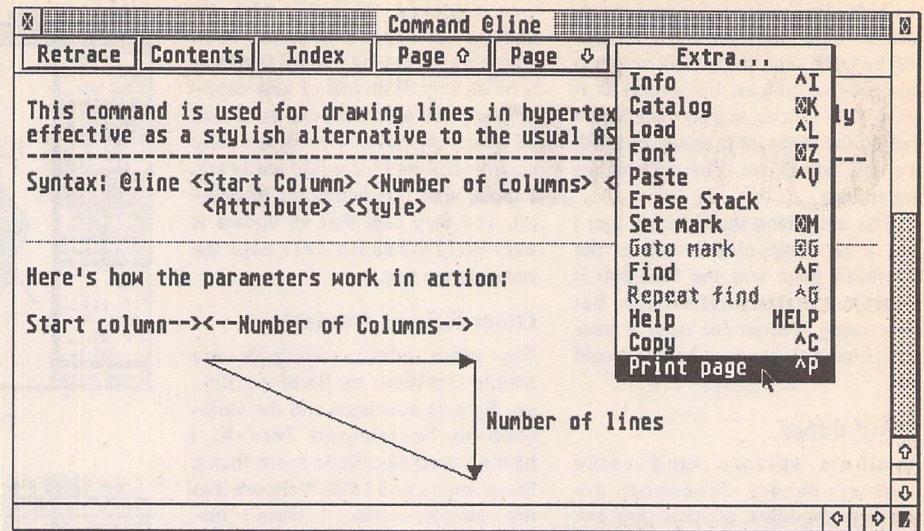 Command @line
Retrace Contents Index Page ⇧ Page ⇩ Extra...
This command is used for drawing lines in hypertex ly
effective as a stylish alternative to the usual AS
Syntax: @line <Start Column> <Number of columns> <
<Attribute> <Style>
Here's how the parameters work in action:
Start column--><--Number of Columns-->
Number of lines
Info ^T
Catalog K
Load ^L
Font Z
Paste ^V
Erase Stack
Set mark M
Goto mark G
Find ^F
Repeat find ^G
Help HELP
Copy ^C
Print page ^P